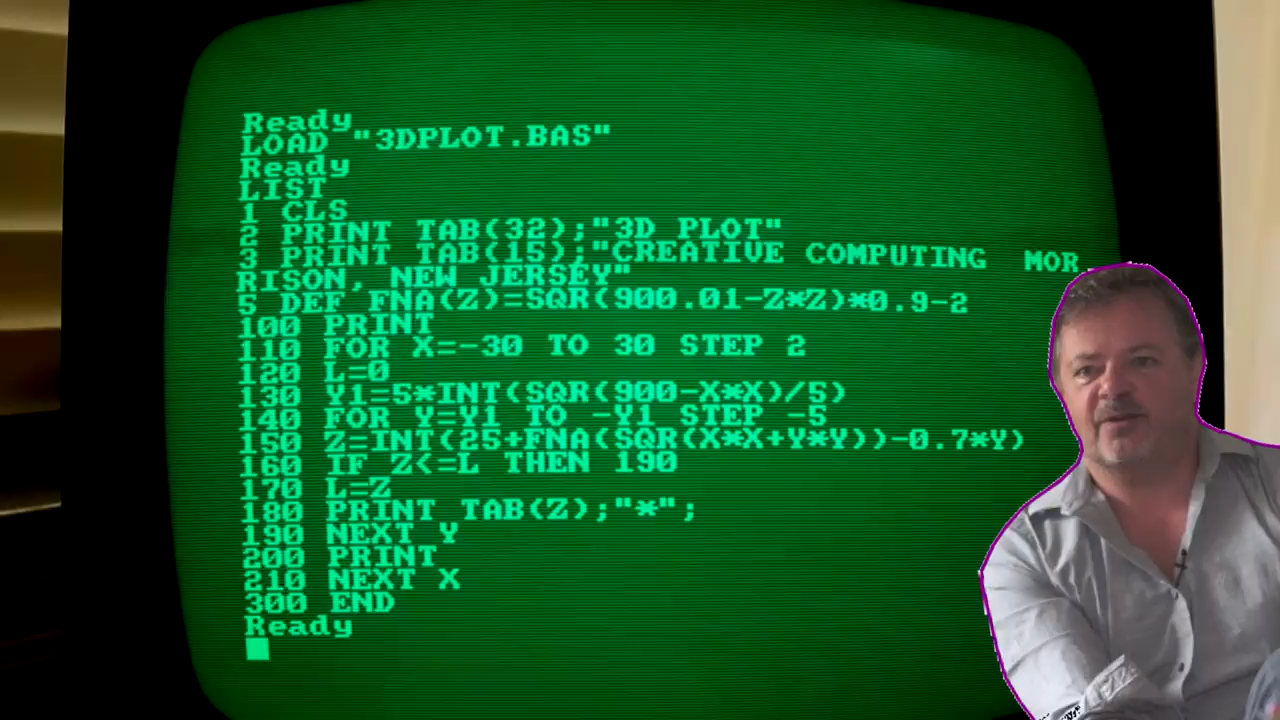 Ready
LOAD "3DPLOT.BAS"
Ready
LIST
1 CLS
2 PRINT TAB(32);"3D PLOT"
3 PRINT TAB(15);"CREATIVE COMPUTING  MOR
RISON, NEW JERSEY"
5 DEF FNA(Z)=SQR(900.01-Z*Z)*0.9-2
100 PRINT
110 FOR X=-30 TO 30 STEP 2
120 L=0
130 Y1=5*INT(SQR(900-X*X)/5)
140 FOR Y=Y1 TO -Y1 STEP -5
150 Z=INT(25+FNA(SQR(X*X+Y*Y))-0.7*Y)
160 IF Z<=L THEN 190
170 L=Z
180 PRINT TAB(Z);"*";
190 NEXT Y
200 PRINT
210 NEXT X
300 END
Ready